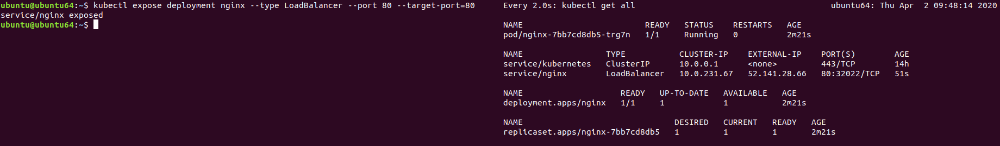 ubuntu@ubuntu64:~$ kubectl expose deployment nginx --type LoadBalancer --port 80 --target-port=80
service/nginx exposed
ubuntu@ubuntu64:~$
Every 2.0s: kubectl get all ubuntu64: Thu Apr  2 09:48:14 2020
NAME READY STATUS RESTARTS AGE
pod/nginx-7bb7cd8db5-trg7n 1/1 Running 0 2m21s
NAME TYPE CLUSTER-IP EXTERNAL-IP PORT(S) AGE
service/kubernetes ClusterIP 10.0.0.1 <none> 443/TCP 14h
service/nginx LoadBalancer 10.0.231.67 52.141.28.66 80:32022/TCP 51s
NAME READY UP-TO-DATE AVAILABLE AGE
deployment.apps/nginx 1/1 1 1 2m21s
NAME DESIRED CURRENT READY AGE
replicaset.apps/nginx-7bb7cd8db5 1 1 1 2m21s